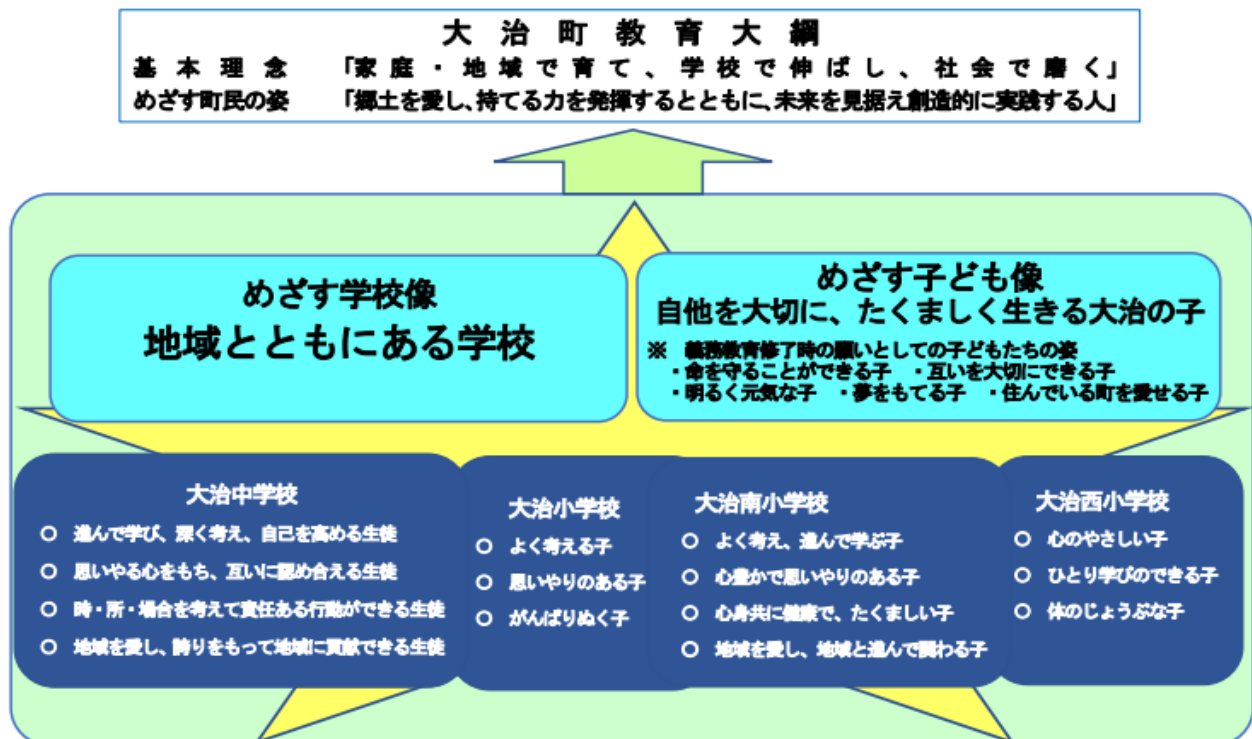 大治町教育大綱
基本理念 「家庭・地域で育て、学校で伸ばし、社会で磨く」
めざす町民の姿 「郷土を愛し、持てる力を発揮するとともに、未来を見据え創造的に実践する人」
めざす学校像
地域とともにある学校
めざす子ども像
自他を大切に、たくましく生きる大治の子
※ 義務教育修了時の願いとしての子どもたちの姿
・命を守ることができる子 ・互いを大切にできる子
・明るく元気な子 ・夢をもてる子 ・住んでいる町を愛せる子
大治中学校
○ 進んで学び、深く考え、自己を高める生徒
○ 思いやる心をもち、互いに認め合える生徒
○ 時・所・場合を考えて責任ある行動ができる生徒
○ 地域を愛し、誇りをもって地域に貢献できる生徒
大治小学校
○ よく考える子
○ 思いやりのある子
○ がんばりぬく子
大治南小学校
○ よく考え、進んで学ぶ子
○ 心豊かで思いやりのある子
○ 心身共に健康で、たくましい子
○ 地域を愛し、地域と進んで関わる子
大治西小学校
○ 心のやさしい子
○ ひとり学びのできる子
○ 体のじょうぶな子